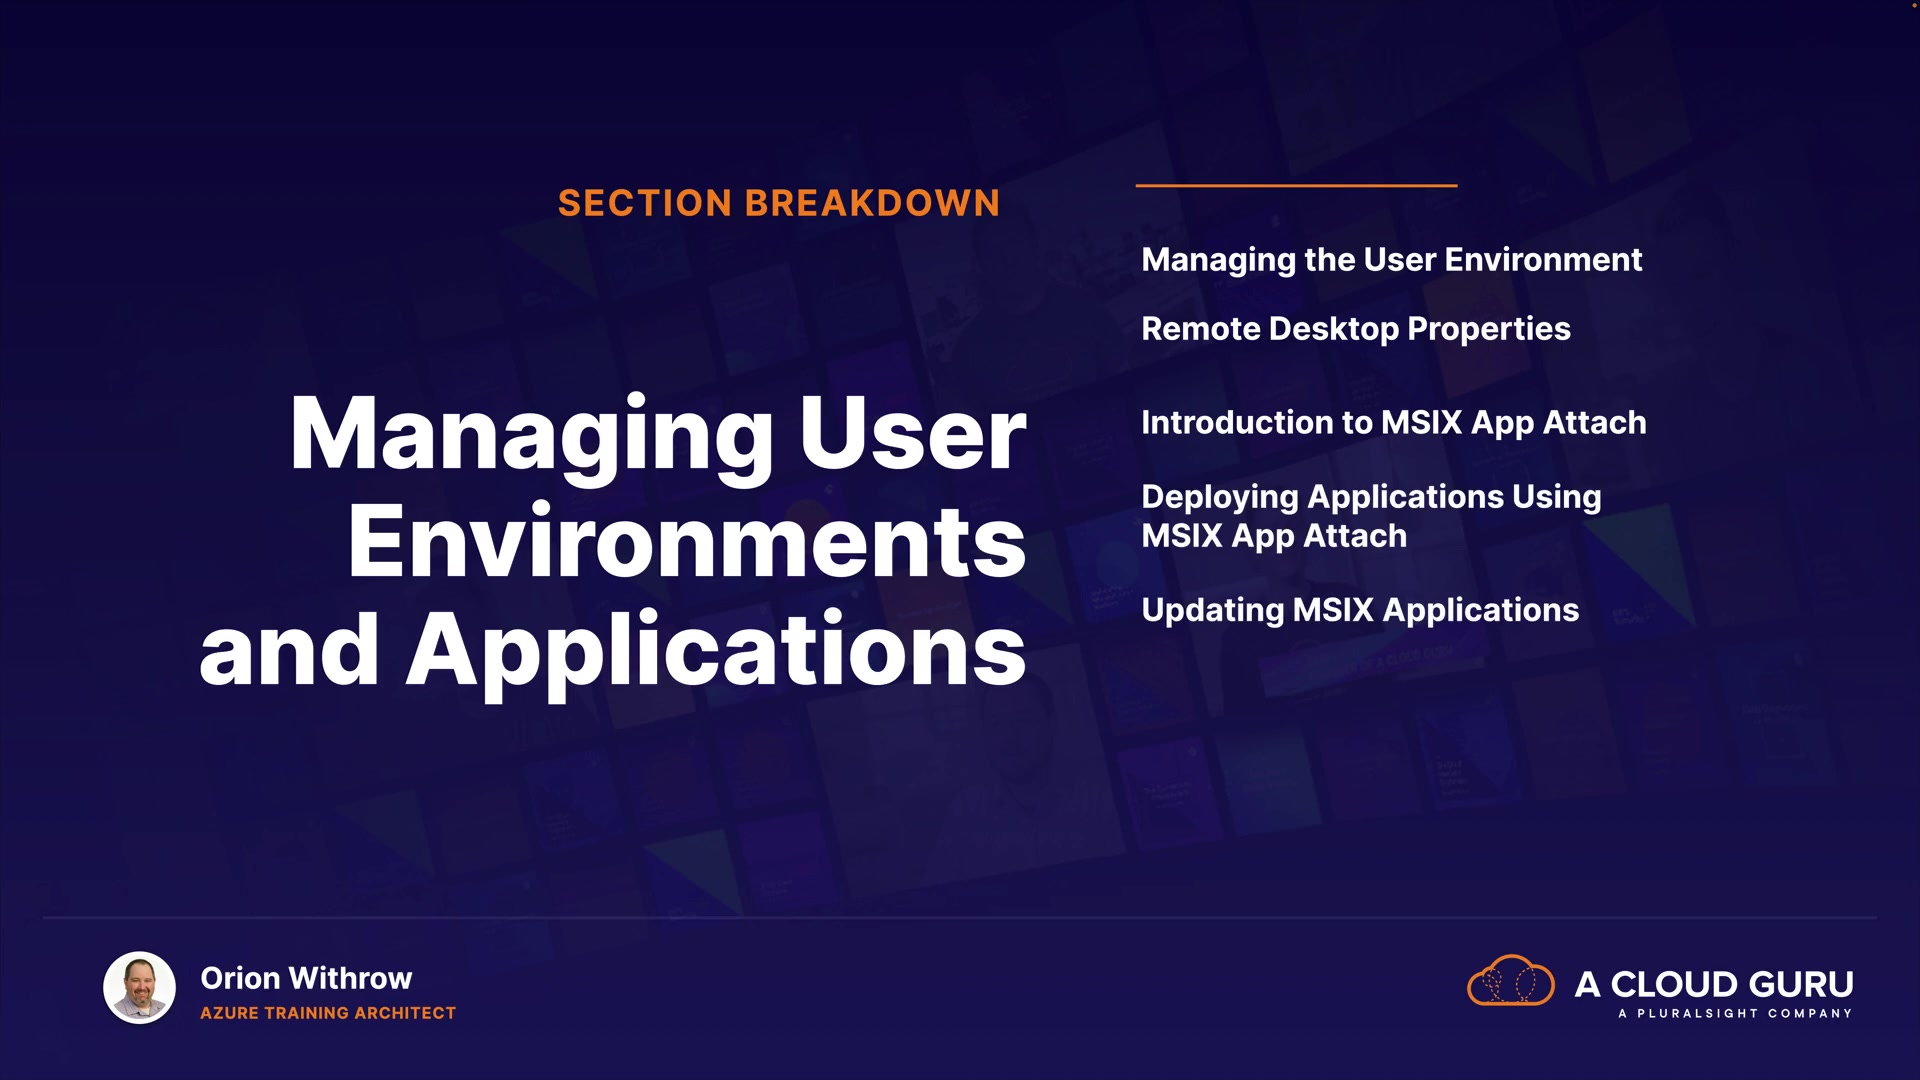 SECTION BREAKDOWN
Managing User
Environments
and Applications
Managing the User Environment
Remote Desktop Properties
Introduction to MSIX App Attach
Deploying Applications Using
MSIX App Attach
Updating MSIX Applications
Orion Withrow
AZURE TRAINING ARCHITECT
A CLOUD GURU
A PLURALSIGHT COMPANY